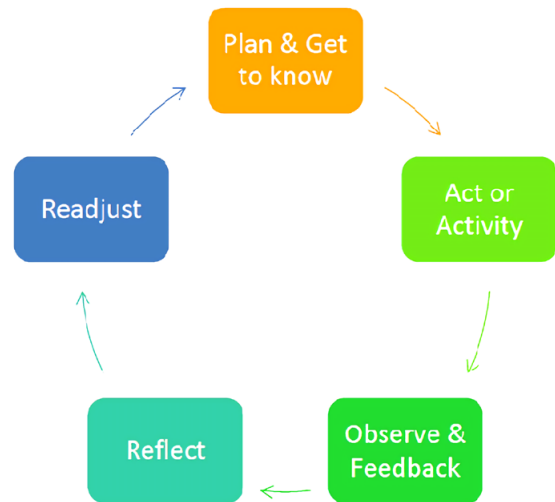 Plan & Get
to know
Act or
Activity
Observe &
Feedback
Reflect
Readjust